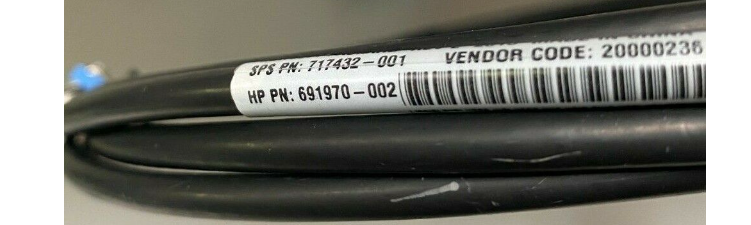 SPS PN: 717432-001 VENDOR CODE: 20000236
HP PN: 691970-002